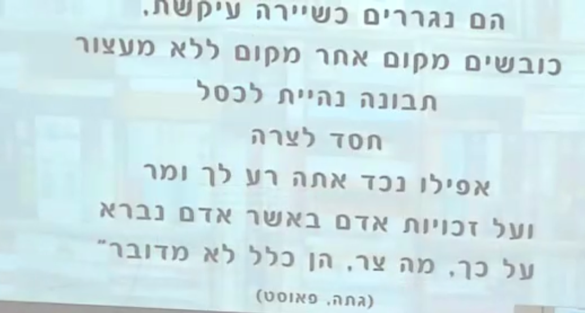 הם נגררים כשיירה עיקשת.
כובשים מקום אחר מקום ללא מעצור
תבונה נהיית לכסל
חסד לצרה
אפילו נכד אתה רע לך ומר
ועל זכויות אדם באשר אדם נברא
על כך, מה צר, הן כלל לא מדובר"
(גתה, פאוסט)